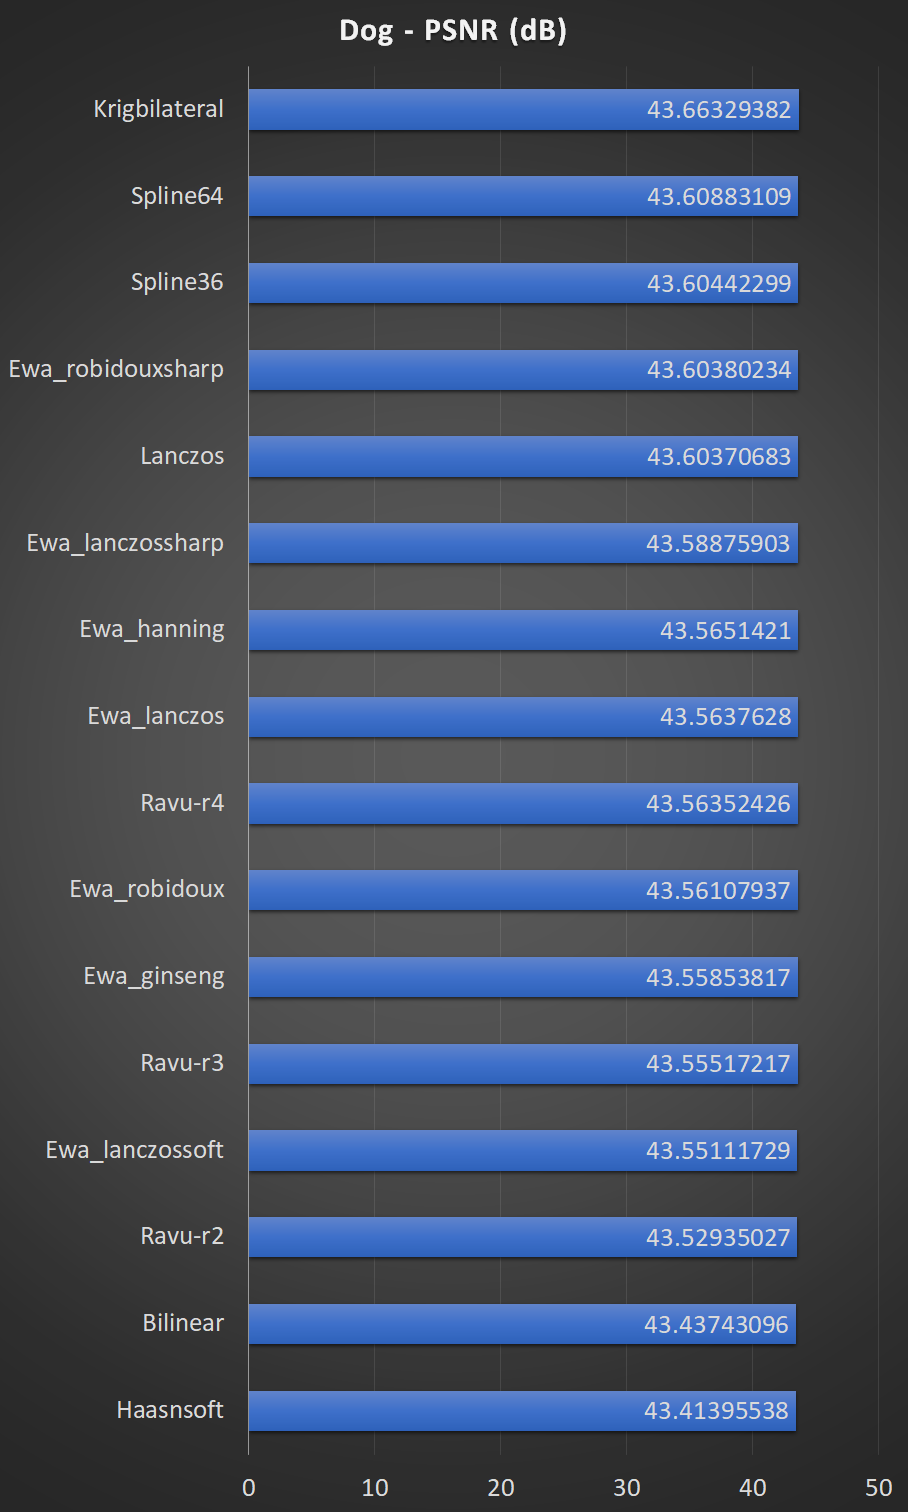 Dog - PSNR (dB)
Krigbilateral 43.66329382
Spline64 43.60883109
Spline36 43.60442299
Ewa_robidouxsharp 43.60380234
Lanczos 43.60370683
Ewa_lanczossharp 43.58875903
Ewa_hanning 43.5651421
Ewa_lanczos 43.5637628
Ravu-r4 43.56352426
Ewa_robidoux 43.56107937
Ewa_ginseng 43.55853817
Ravu-r3 43.55517217
Ewa_lanczossoft 43.55111729
Ravu-r2 43.52935027
Bilinear 43.43743096
Haasnsoft 43.41395538
0 10 20 30 40 50